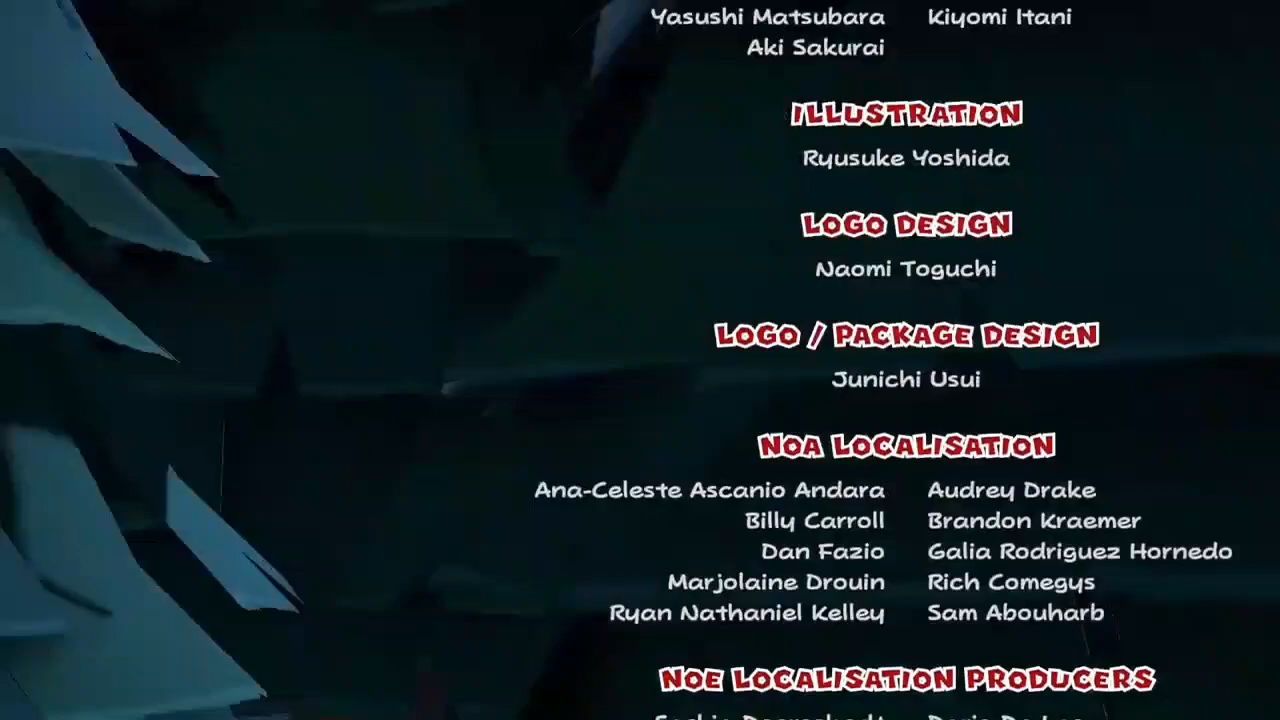 Yasushi Matsubara Kiyomi Itani
Aki Sakurai
ILLUSTRATION
Ryusuke Yoshida
LOGO DESIGN
Naomi Toguchi
LOGO / PACKAGE DESIGN
Junichi Usui
NOA LOCALISATION
Ana-Celeste Ascanio Andara Audrey Drake
Billy Carroll Brandon Kraemer
Dan Fazio Galia Rodriguez Hornedo
Marjolaine Drouin Rich Comegys
Ryan Nathaniel Kelley Sam Abouharb
NOE LOCALISATION PRODUCERS